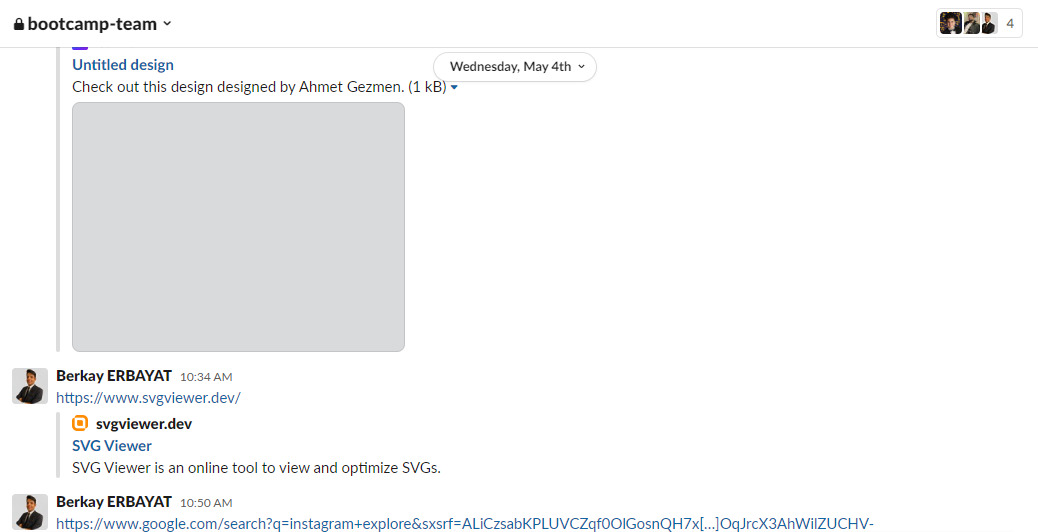 bootcamp-team
4
Wednesday, May 4th
Untitled design
Check out this design designed by Ahmet Gezmen. (1 kB)
Berkay ERBAYAT 10:34 AM
https://www.svgviewer.dev/
svgviewer.dev
SVG Viewer
SVG Viewer is an online tool to view and optimize SVGs.
Berkay ERBAYAT 10:50 AM
https://www.google.com/search?q=instagram+explore&sxsrf=ALiCzsabKPLUVCZqf0OlGosnQH7x[...]OqJrcX3AhWilZUCHV-